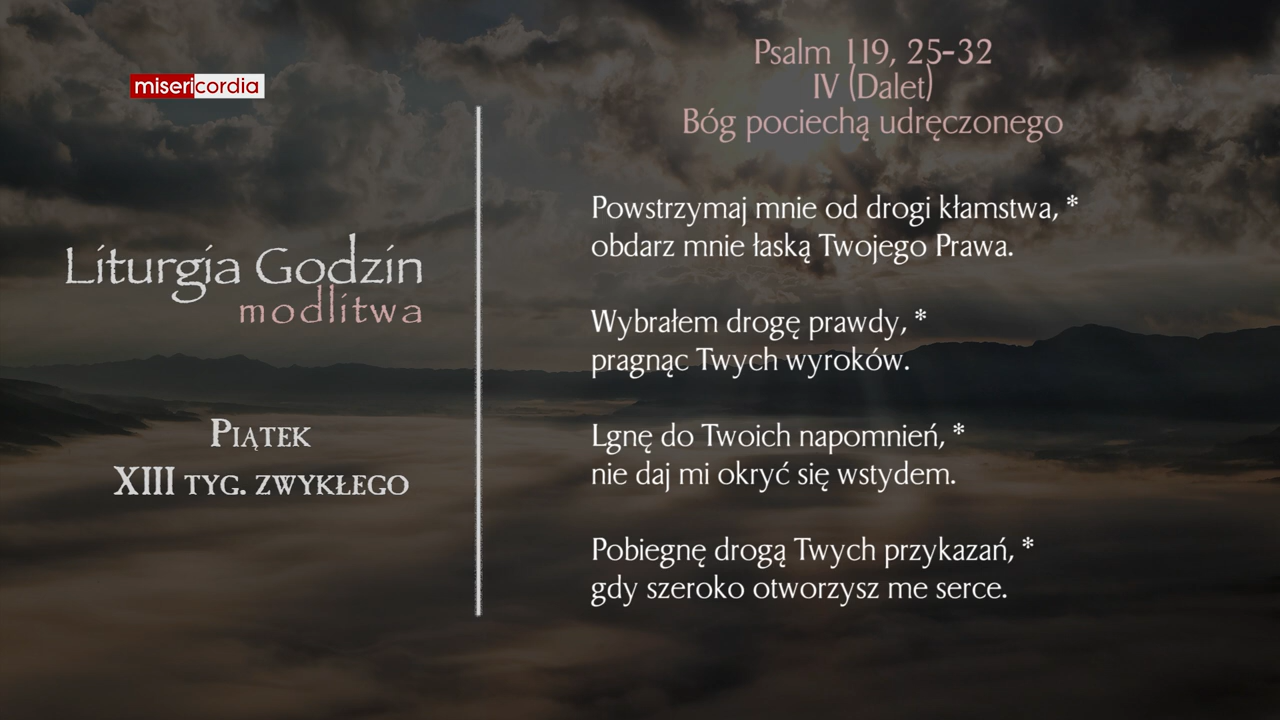 misericordia
Liturgia Godzin
modlitwa
Piątek
XIII tyg. zwykłego
Psalm 119, 25-32
IV (Dalet)
Bóg pociechą udręczonego
Powstrzymaj mnie od drogi kłamstwa, *
obdarz mnie łaską Twojego Prawa.
Wybrałem drogę prawdy, *
pragnąc Twych wyroków.
Lgnę do Twoich napomnień, *
nie daj mi okryć się wstydem.
Pobiegnę drogą Twych przykazań, *
gdy szeroko otworzysz me serce.